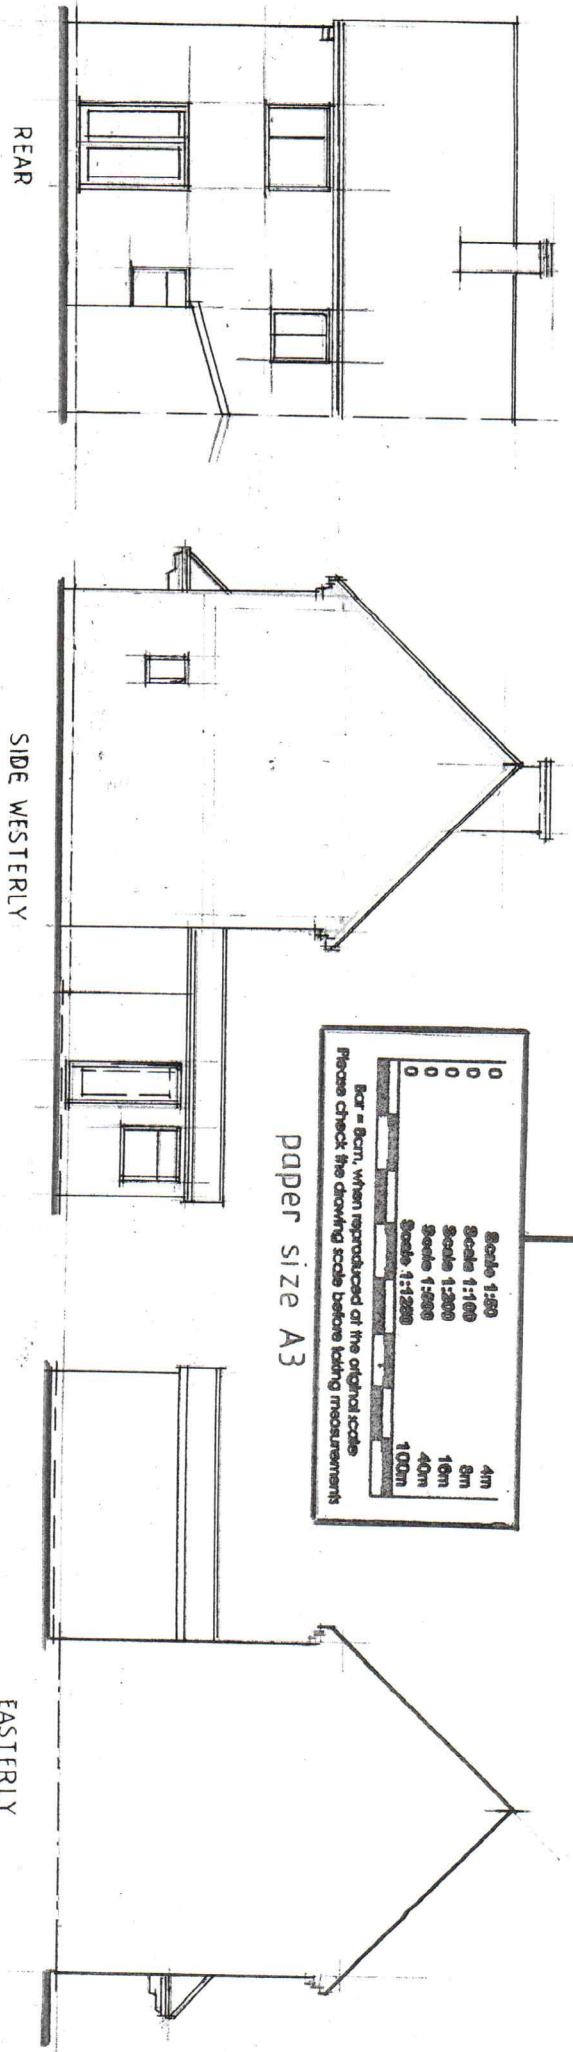 REAR
SIDE WESTERLY
EASTERLY
0 Scale 1:50 4m
0 Scale 1:100 8m
0 Scale 1:200 16m
0 Scale 1:500 40m
0 Scale 1:1250 100m
Bar = 8cm, when reproduced at the original scale
Please check the drawing scale before taking measurements
paper size A3